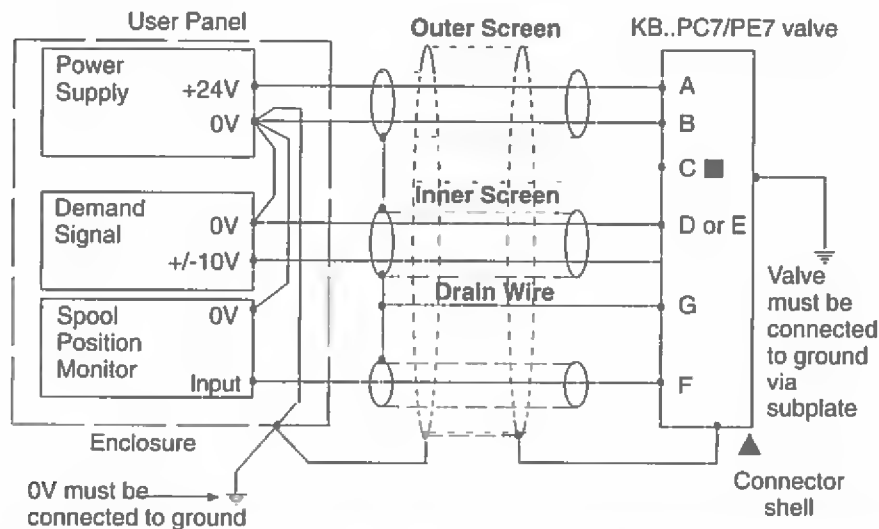 User Panel
Outer Screen
KB..PC7/PE7 valve
Power
Supply
+24V
0V
A
B
C ■
Inner Screen
Demand
Signal
0V
+/-10V
D or E
Drain Wire
Spool
Position
Monitor
0V
Input
G
F
Valve
must be
connected
to ground
via
subplate
Enclosure
0V must be
connected to ground
▲
Connector
shell